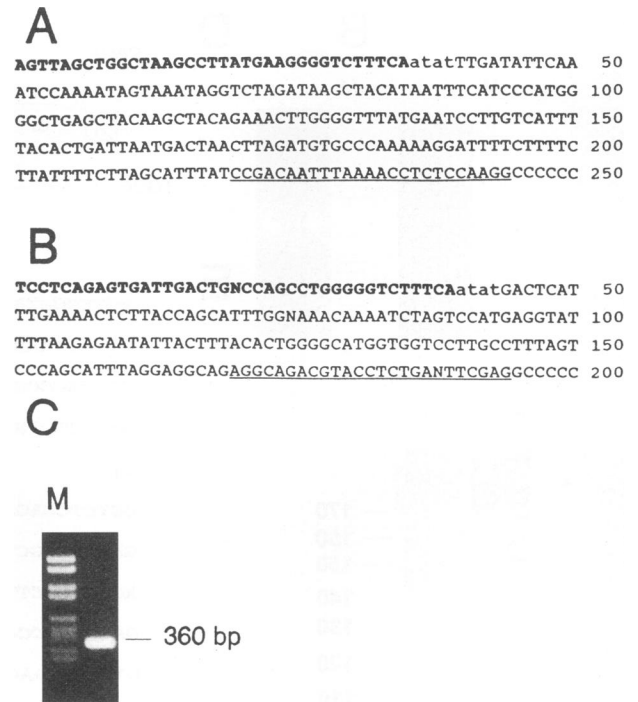 A
AGTTAGCTGGCTAAGCCTTATGAAGGGGTCTTTCAatatTTGATATTCAA 50
ATCCAAAATAGTAAATAGGTCTAGATAAGCTACATAATTTCATCCCATGG 100
GGCTGAGCTACAAGCTACAGAAACTTGGGGTTTATGAATCCTTGTCATTT 150
TACACTGATTAATGACTAACTTAGATGTGCCCAAAAAGGATTTTCTTTTC 200
TTATTTTCTTAGCATTTATCCGACAATTTAAAACCTCTCCAAGGCCCCCC 250
B
TCCTCAGAGTGATTGACTGNCCAGCCTGGGGGTCTTTCAatatGACTCAT 50
TTGAAAACTCTTACCAGCATTTGGNAAACAAAATCTAGTCCATGAGGTAT 100
TTTAAGAGAATATTACTTTACACTGGGGCATGGTGGTCCTTGCCTTTAGT 150
CCCAGCATTTAGGAGGCAGAGGCAGACGTACCTCTGANTTCGAGGCCCCC 200
C
M
360 bp